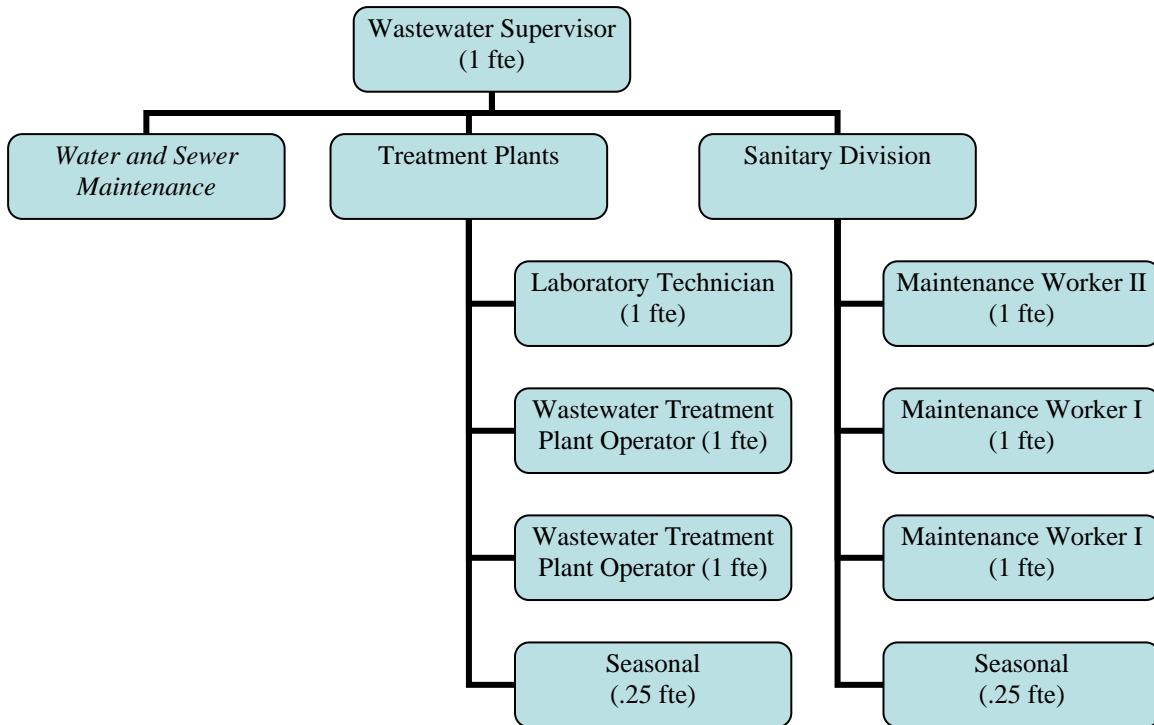 Wastewater Supervisor
(1 fte)
Water and Sewer
Maintenance
Treatment Plants
Sanitary Division
Laboratory Technician
(1 fte)
Wastewater Treatment
Plant Operator (1 fte)
Wastewater Treatment
Plant Operator (1 fte)
Seasonal
(.25 fte)
Maintenance Worker II
(1 fte)
Maintenance Worker I
(1 fte)
Maintenance Worker I
(1 fte)
Seasonal
(.25 fte)